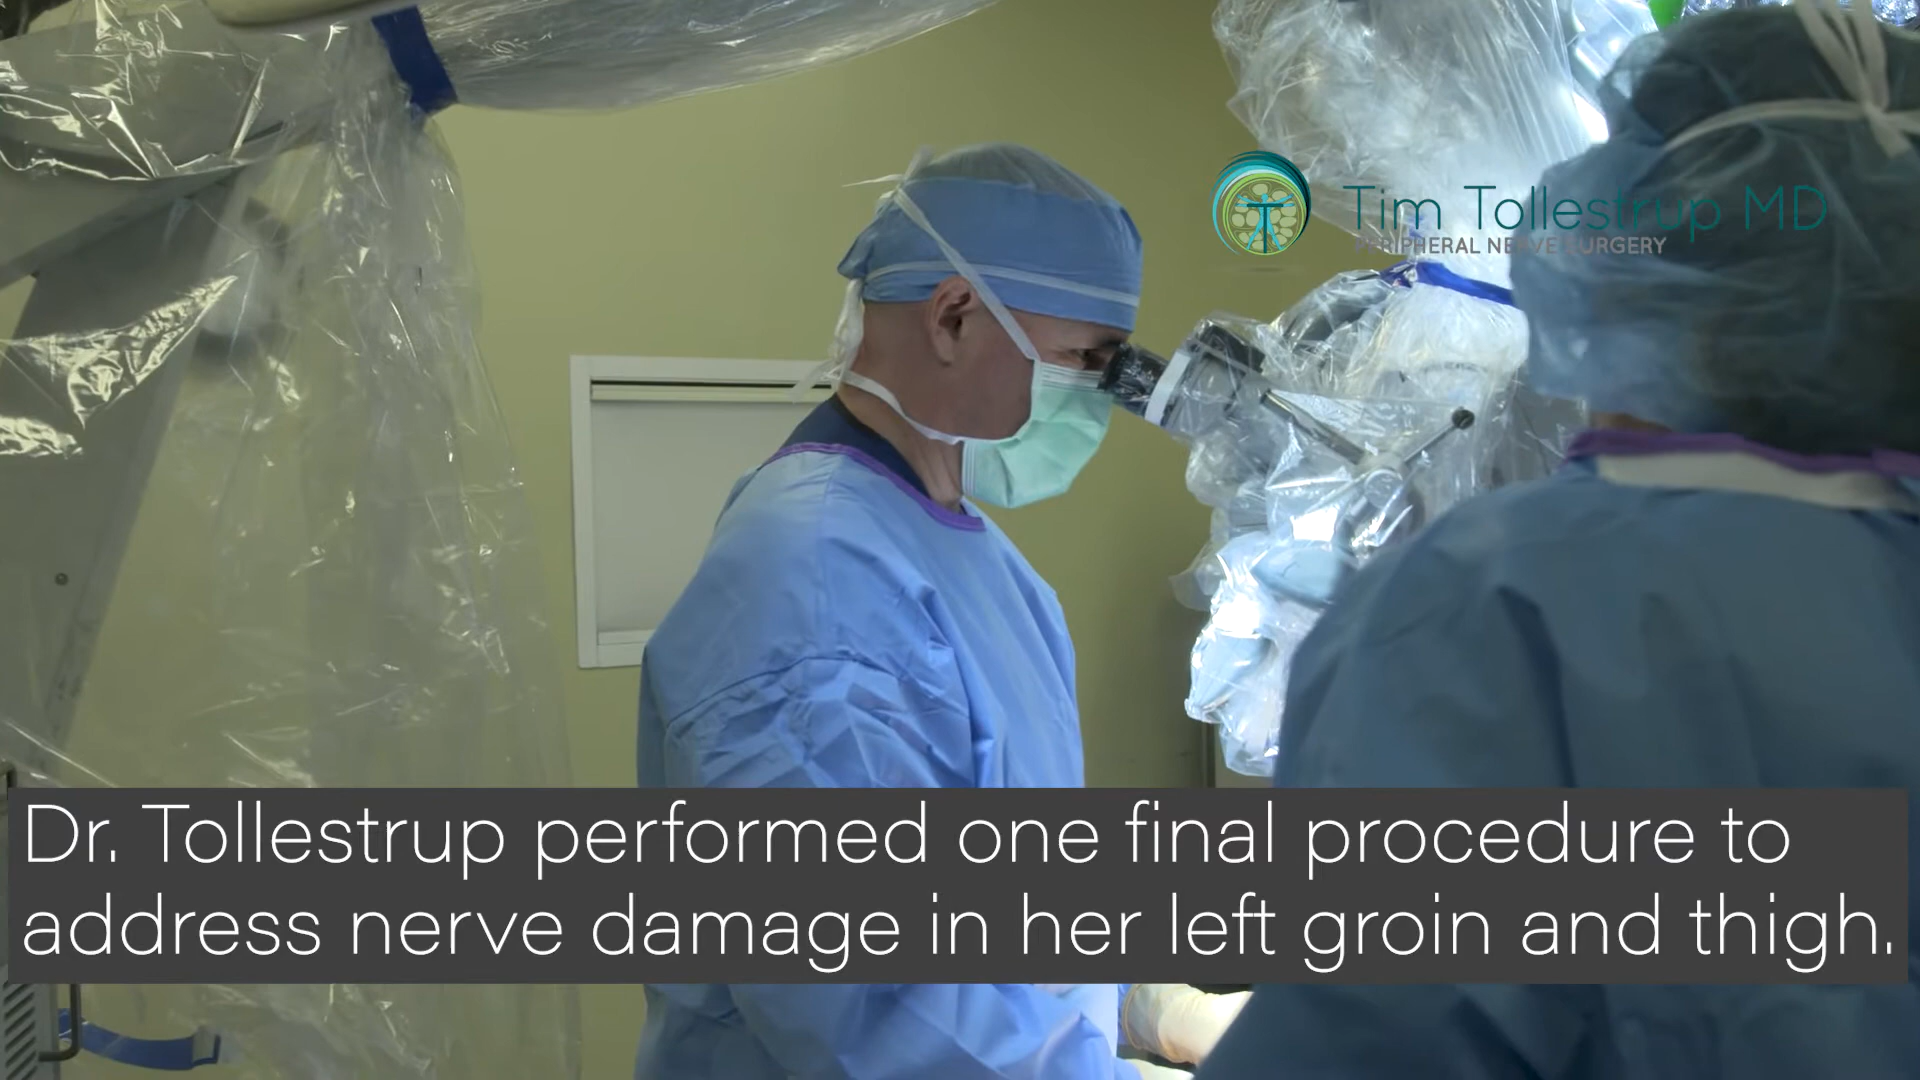 Tim Tollestrup MD
PERIPHERAL NERVE SURGERY
Dr. Tollestrup performed one final procedure to
address nerve damage in her left groin and thigh.